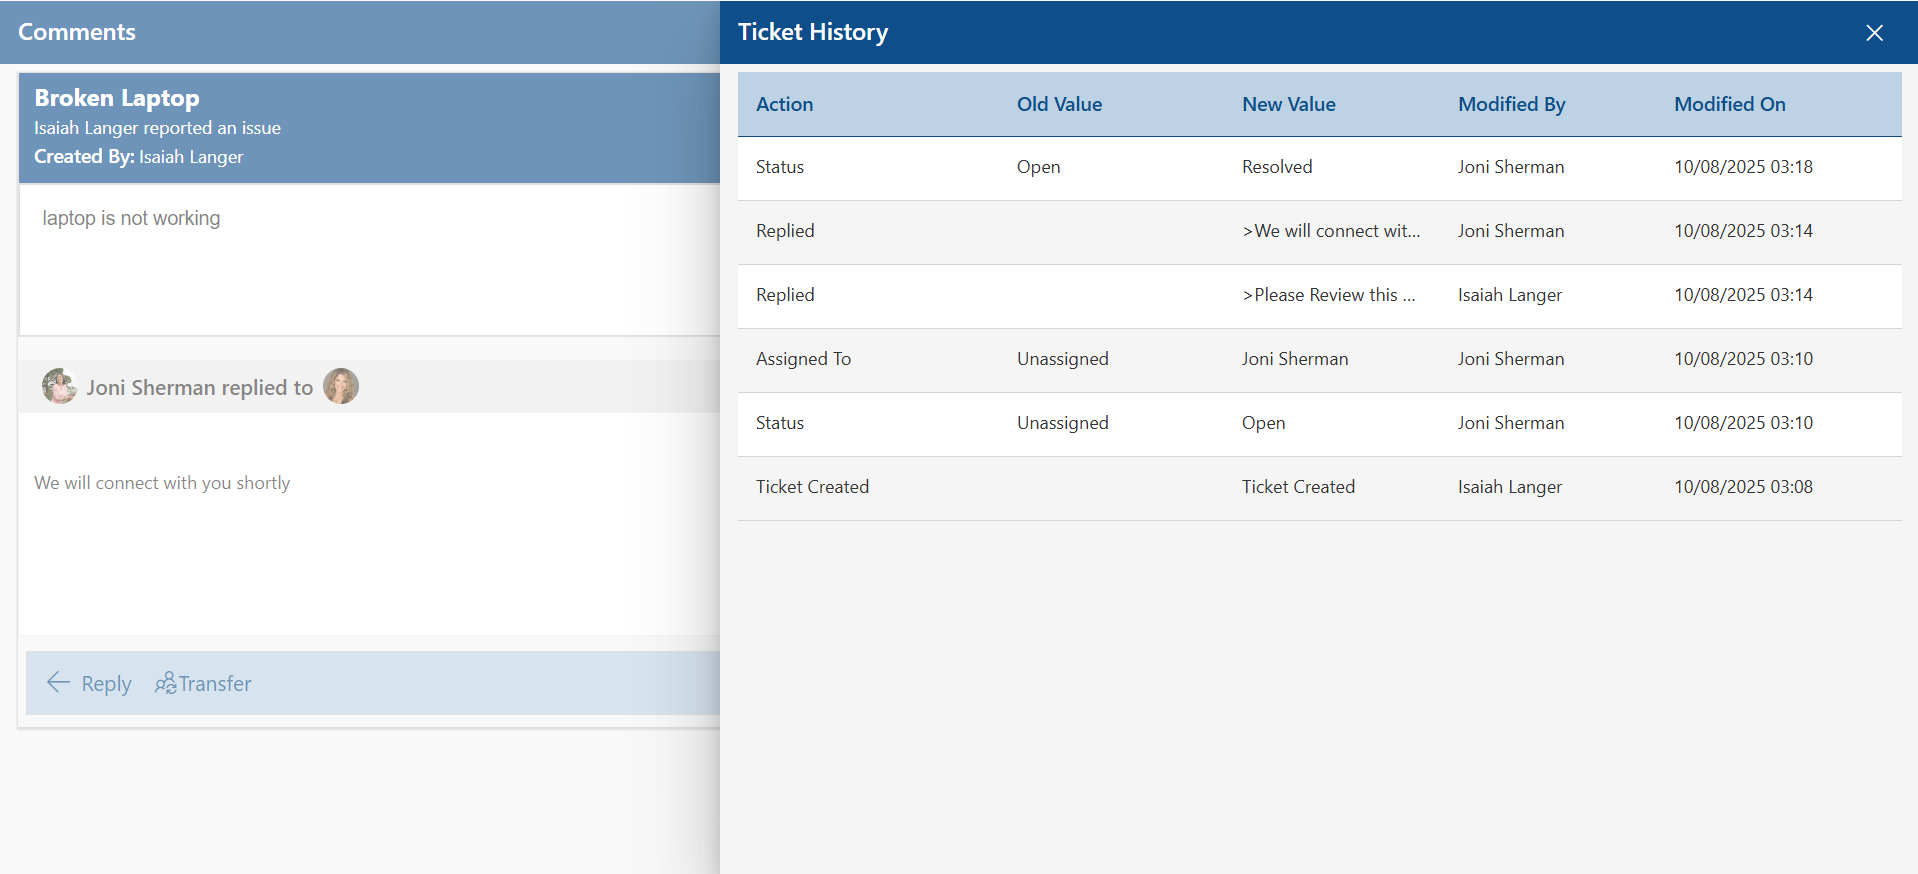 Comments
Broken Laptop
Isaiah Langer reported an issue
Created By: Isaiah Langer
laptop is not working
Joni Sherman replied to
We will connect with you shortly
Reply Transfer
Ticket History
Action Old Value New Value Modified By Modified On
Status Open Resolved Joni Sherman 10/08/2025 03:18
Replied >We will connect wit... Joni Sherman 10/08/2025 03:14
Replied >Please Review this ... Isaiah Langer 10/08/2025 03:14
Assigned To Unassigned Joni Sherman Joni Sherman 10/08/2025 03:10
Status Unassigned Open Joni Sherman 10/08/2025 03:10
Ticket Created Ticket Created Isaiah Langer 10/08/2025 03:08